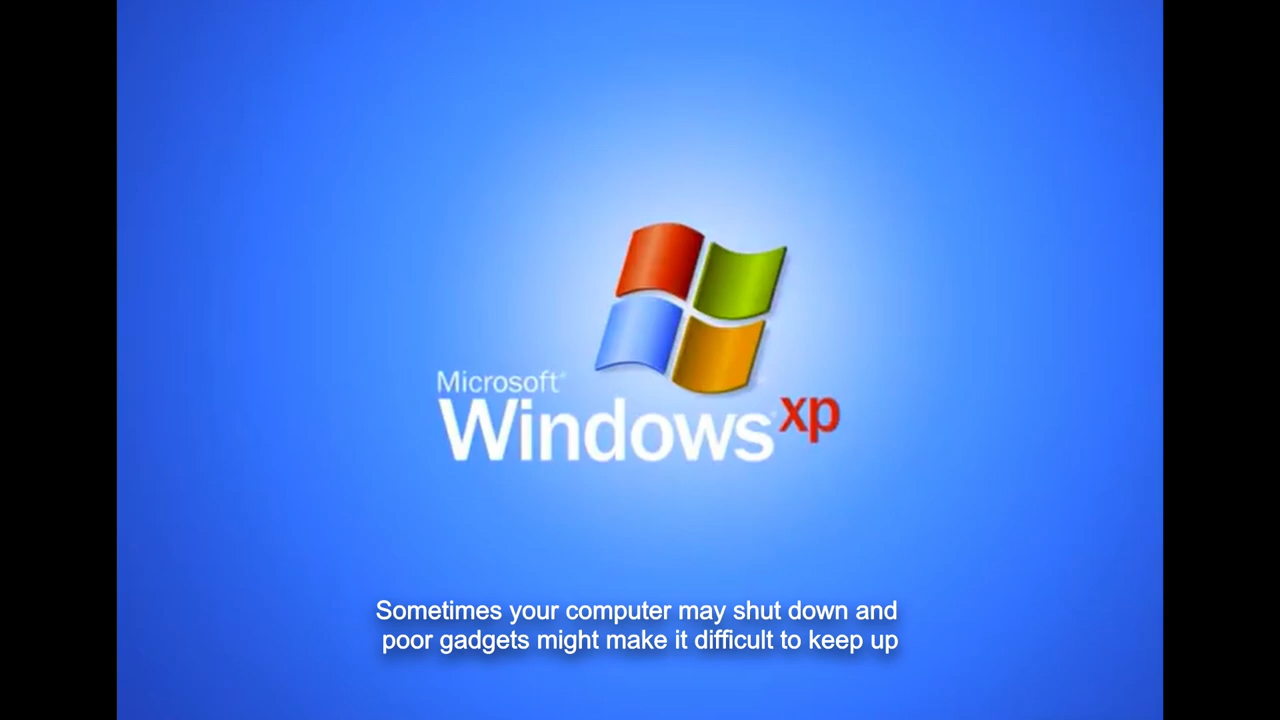 Microsoft®
Windows® xp
Sometimes your computer may shut down and
poor gadgets might make it difficult to keep up